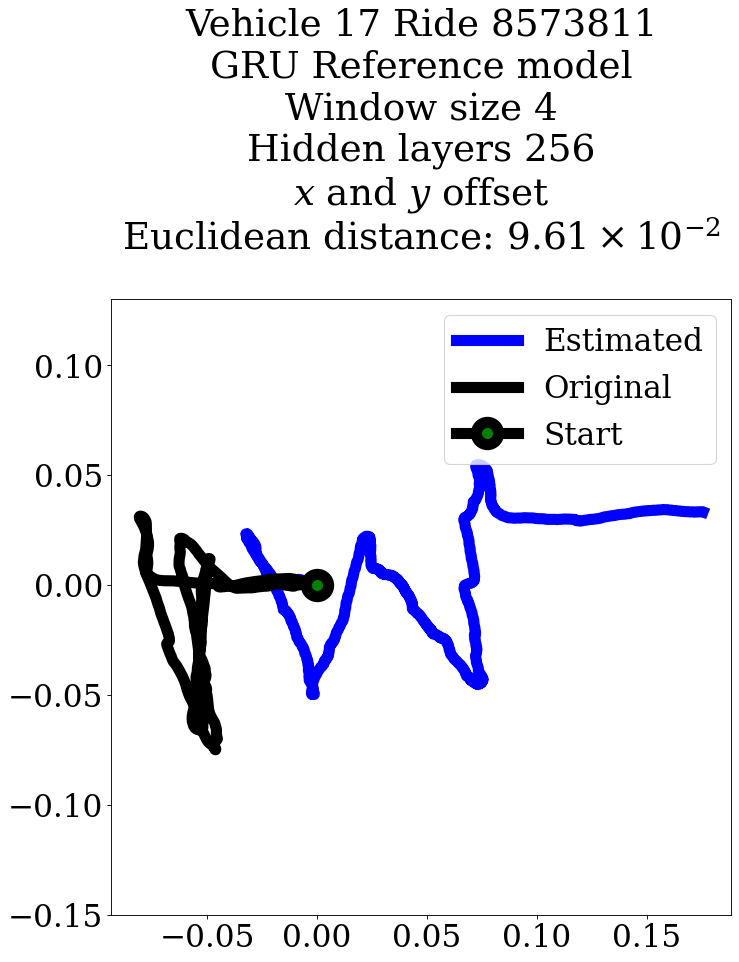 Vehicle 17 Ride 8573811
GRU Reference model
Window size 4
Hidden layers 256
x and y offset
Euclidean distance: 9.61 × 10⁻²
Estimated
Original
Start
0.10
0.05
0.00
−0.05
−0.10
−0.15
−0.05 0.00 0.05 0.10 0.15